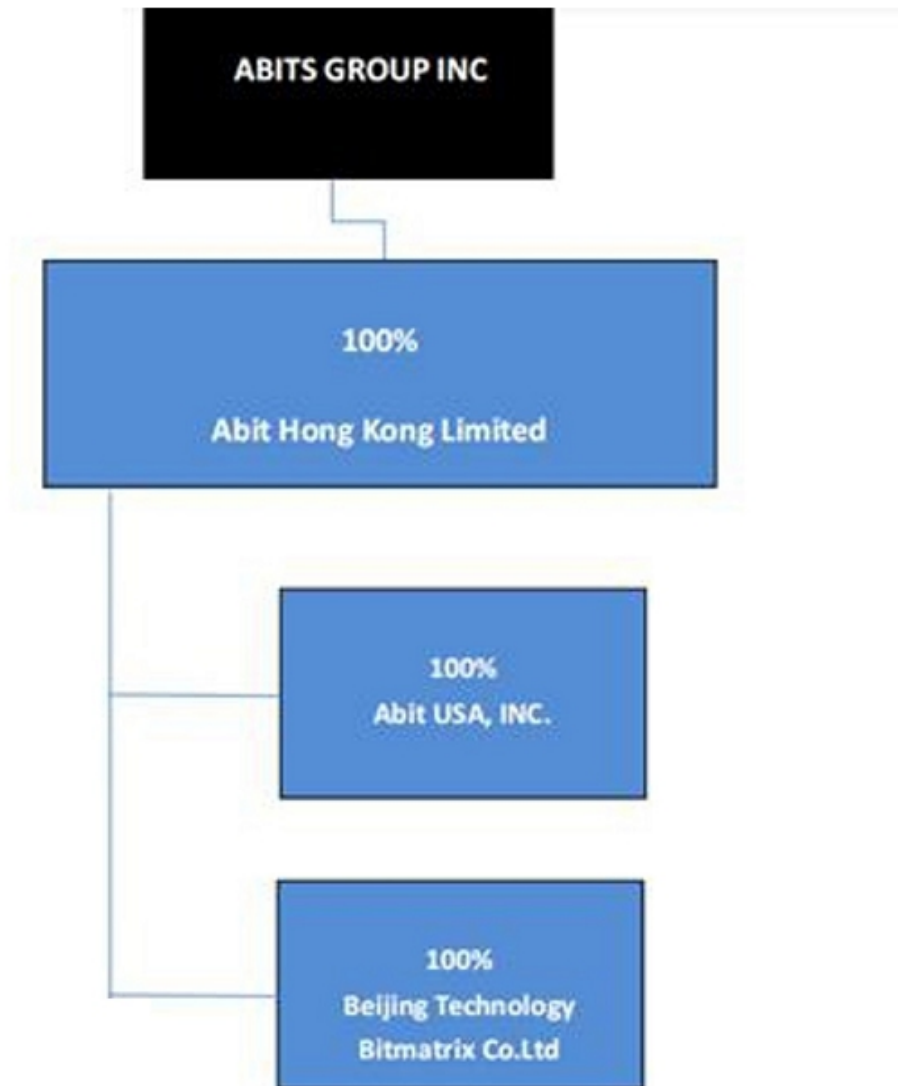 ABITS GROUP INC
100%
Abit Hong Kong Limited
100%
Abit USA, INC.
100%
Beijing Technology
Bitmatrix Co.Ltd